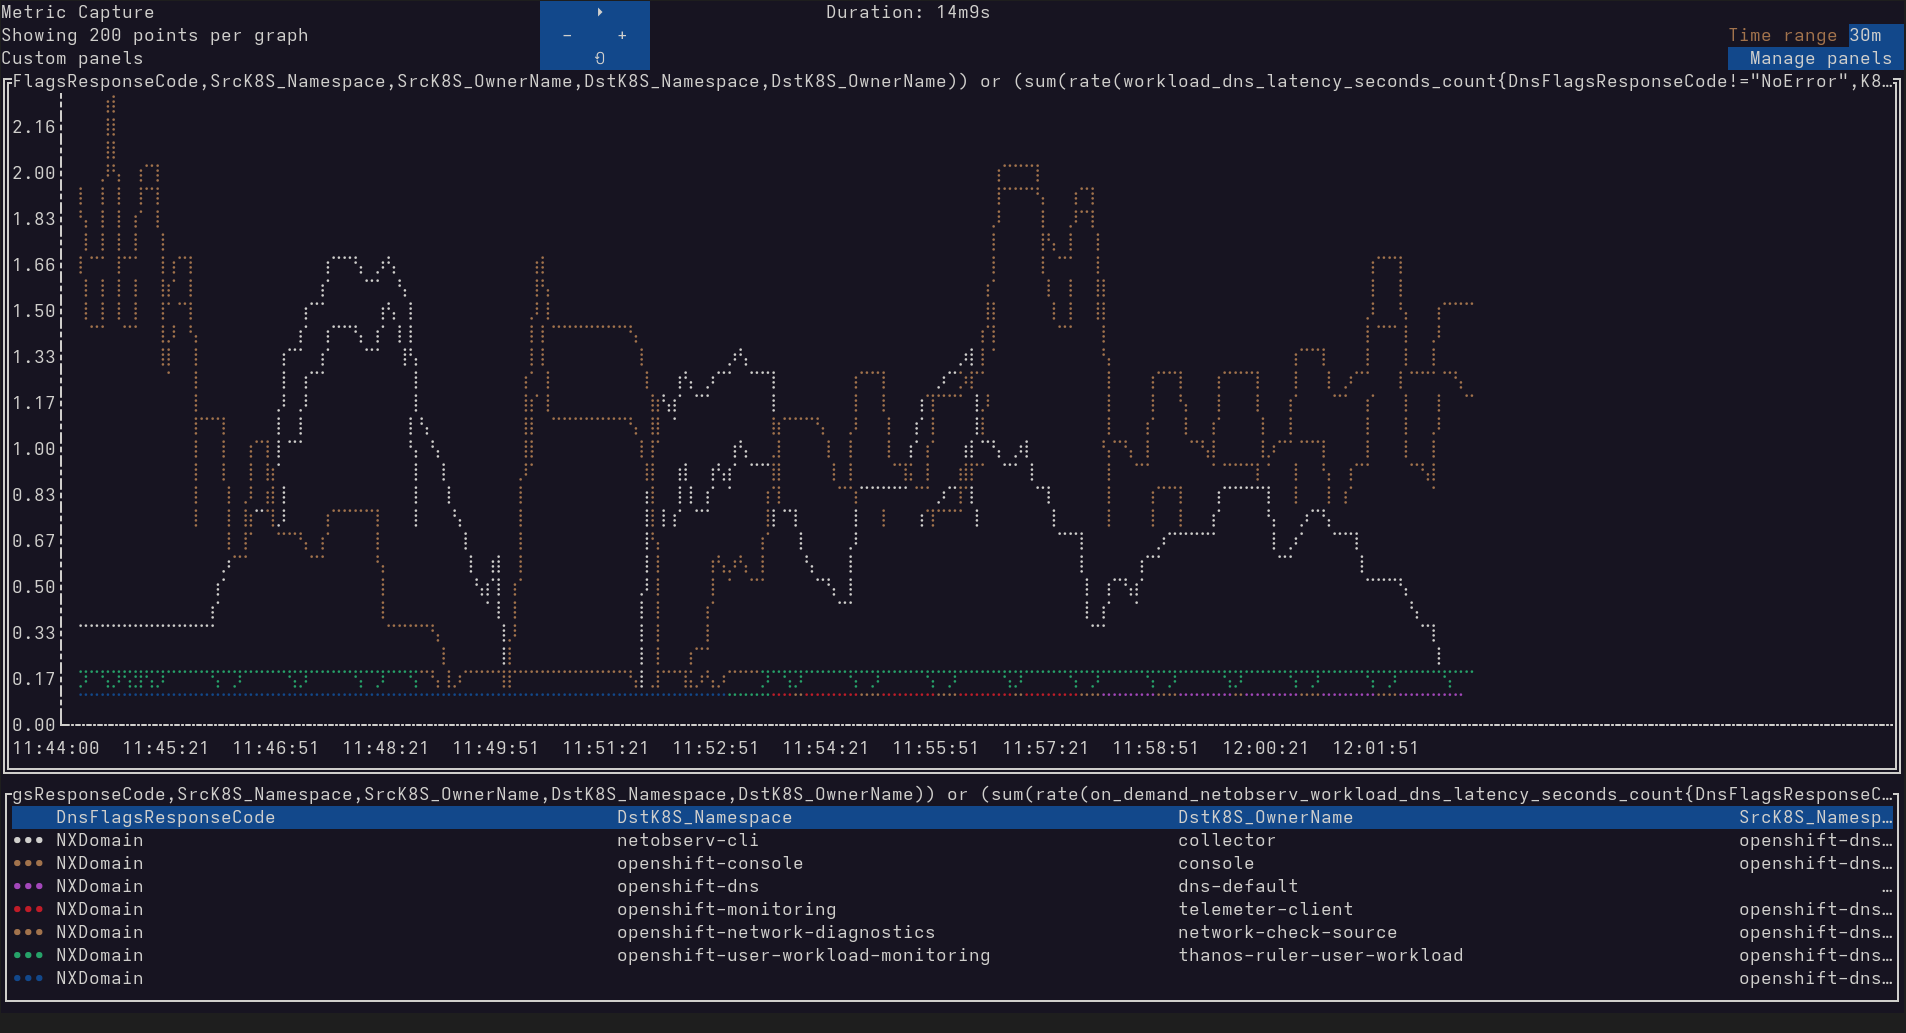 Metric Capture
Duration: 14m9s
Showing 200 points per graph
− +
Time range 30m
Custom panels
Manage panels
FlagsResponseCode,SrcK8S_Namespace,SrcK8S_OwnerName,DstK8S_Namespace,DstK8S_OwnerName)) or (sum(rate(workload_dns_latency_seconds_count{DnsFlagsResponseCode!="NoError",K8…
2.16
2.00
1.83
1.66
1.50
1.33
1.17
1.00
0.83
0.67
0.50
0.33
0.17
0.00
11:44:00 11:45:21 11:46:51 11:48:21 11:49:51 11:51:21 11:52:51 11:54:21 11:55:51 11:57:21 11:58:51 12:00:21 12:01:51
gsResponseCode,SrcK8S_Namespace,SrcK8S_OwnerName,DstK8S_Namespace,DstK8S_OwnerName)) or (sum(rate(on_demand_netobserv_workload_dns_latency_seconds_count{DnsFlagsResponseC…
DnsFlagsResponseCode DstK8S_Namespace DstK8S_OwnerName SrcK8S_Namesp…
NXDomain netobserv-cli collector openshift-dns…
NXDomain openshift-console console openshift-dns…
NXDomain openshift-dns dns-default …
NXDomain openshift-monitoring telemeter-client openshift-dns…
NXDomain openshift-network-diagnostics network-check-source openshift-dns…
NXDomain openshift-user-workload-monitoring thanos-ruler-user-workload openshift-dns…
NXDomain openshift-dns…